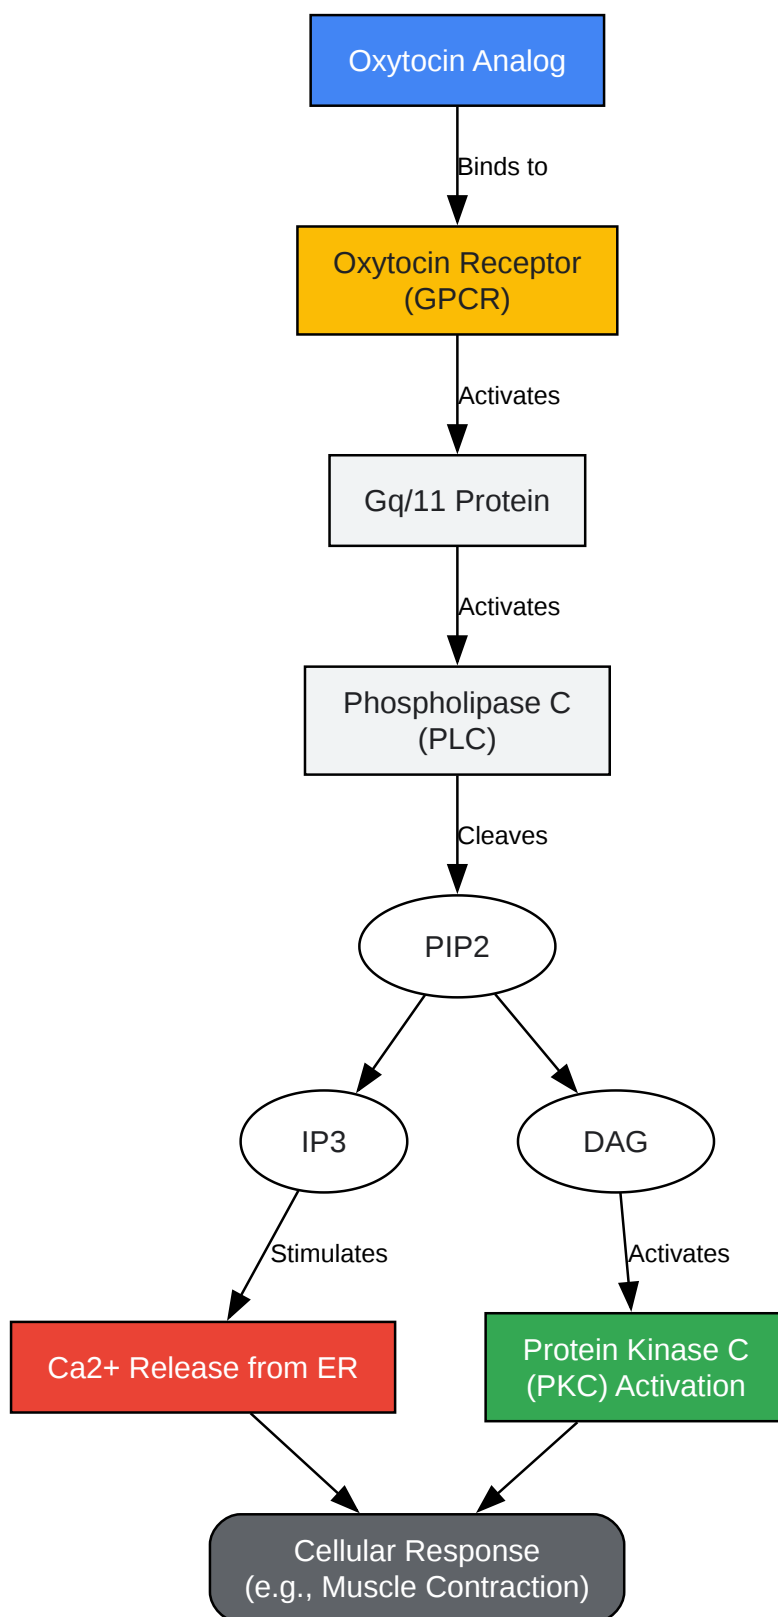 Oxytocin Analog
Binds to
Oxytocin Receptor
(GPCR)
Activates
Gq/11 Protein
Activates
Phospholipase C
(PLC)
Cleaves
PIP2
IP3
DAG
Stimulates
Activates
Ca2+ Release from ER
Protein Kinase C
(PKC) Activation
Cellular Response
(e.g., Muscle Contraction)